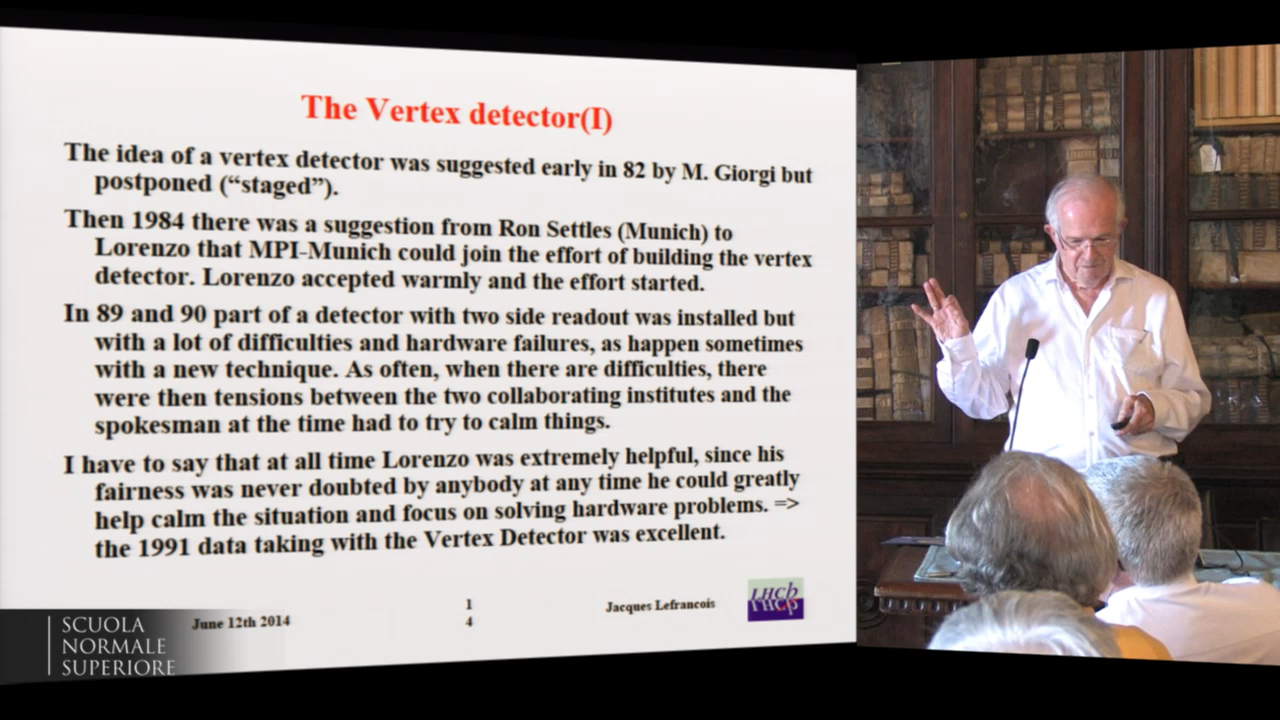 The Vertex detector(I)
The idea of a vertex detector was suggested early in 82 by M. Giorgi but
postponed (“staged”).
Then 1984 there was a suggestion from Ron Settles (Munich) to
Lorenzo that MPI-Munich could join the effort of building the vertex
detector. Lorenzo accepted warmly and the effort started.
In 89 and 90 part of a detector with two side readout was installed but
with a lot of difficulties and hardware failures, as happen sometimes
with a new technique. As often, when there are difficulties, there
were then tensions between the two collaborating institutes and the
spokesman at the time had to try to calm things.
I have to say that at all time Lorenzo was extremely helpful, since his
fairness was never doubted by anybody at any time he could greatly
help calm the situation and focus on solving hardware problems. =>
the 1991 data taking with the Vertex Detector was excellent.
June 12th 2014
1
4
Jacques Lefrancois
LHCb
LHCb
SCUOLA
NORMALE
SUPERIORE